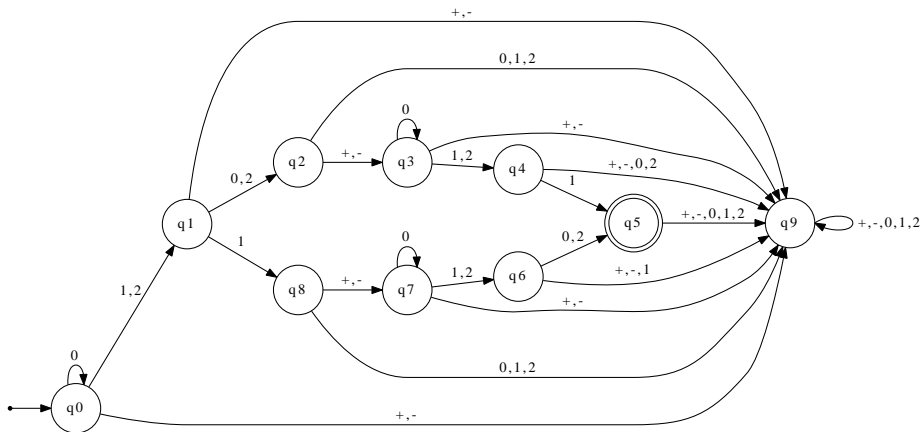 +,-
0,1,2
0
+,-
q2
+,-
q3
1,2
q4
+,-,0,2
0,2
1
q1
q5
+,-,0,1,2
q9
+,-,0,1,2
1
0
0,2
q8
+,-
q7
1,2
q6
+,-,1
+,-
1,2
0
0,1,2
q0
+,-